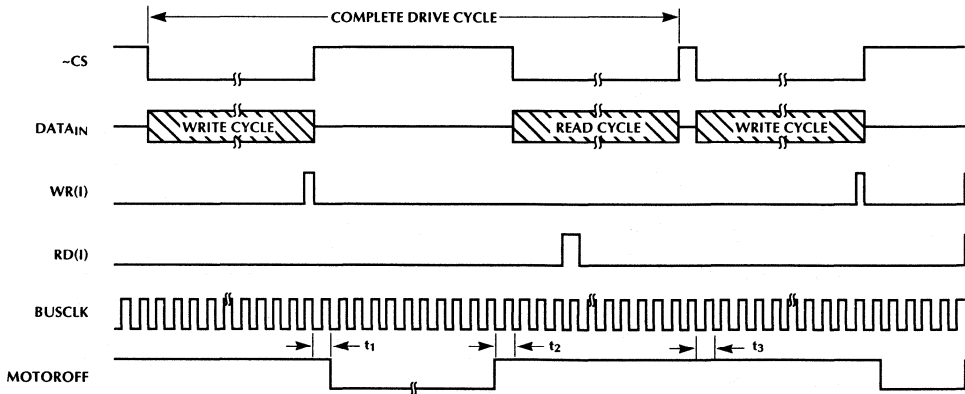 COMPLETE DRIVE CYCLE
~CS
DATAIN
WRITE CYCLE
READ CYCLE
WRITE CYCLE
WR(I)
RD(I)
BUSCLK
t1
t2
t3
MOTOROFF